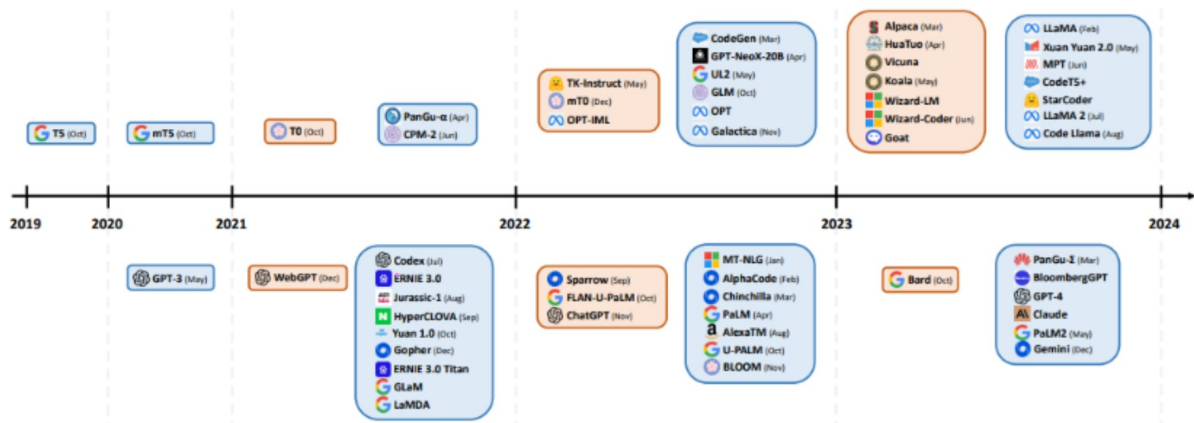 T5 (Oct)
mT5 (Oct)
T0 (Oct)
PanGu-α (Apr)
CPM-2 (Jun)
TK-Instruct (May)
mT0 (Dec)
OPT-IML
CodeGen (Mar)
GPT-NeoX-20B (Apr)
UL2 (May)
GLM (Oct)
OPT
Galactica (Nov)
Alpaca (Mar)
HuaTuo (Apr)
Vicuna
Koala (May)
Wizard-LM
Wizard-Coder (Jun)
Goat
LLaMA (Feb)
Xuan Yuan 2.0 (May)
MPT (Jun)
CodeT5+
StarCoder
LLaMA 2 (Jul)
Code Llama (Aug)
2019
2020
2021
2022
2023
2024
GPT-3 (May)
WebGPT (Dec)
Codex (Jul)
ERNIE 3.0
Jurassic-1 (Aug)
HyperCLOVA (Sep)
Yuan 1.0 (Oct)
Gopher (Dec)
ERNIE 3.0 Titan
GLaM
LaMDA
Sparrow (Sep)
FLAN-U-PaLM (Oct)
ChatGPT (Nov)
MT-NLG (Jan)
AlphaCode (Feb)
Chinchilla (Mar)
PaLM (Apr)
AlexaTM (Aug)
U-PALM (Oct)
BLOOM (Nov)
Bard (Oct)
PanGu-Σ (Mar)
BloombergGPT
GPT-4
Claude
PaLM2 (May)
Gemini (Dec)